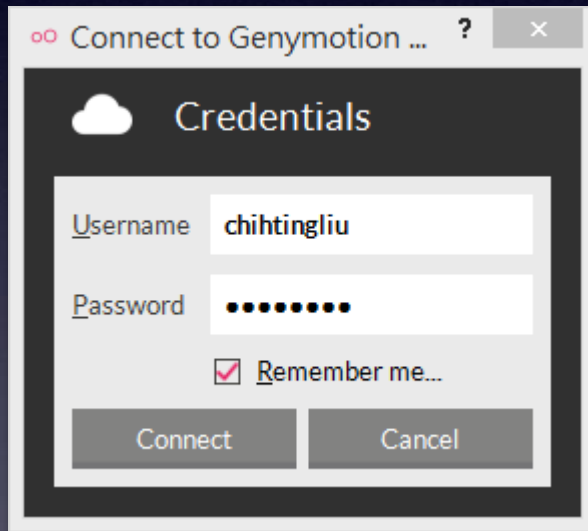 Connect to Genymotion ... ?
Credentials
Username chihtingliu
Password ••••••••
Remember me...
Connect Cancel